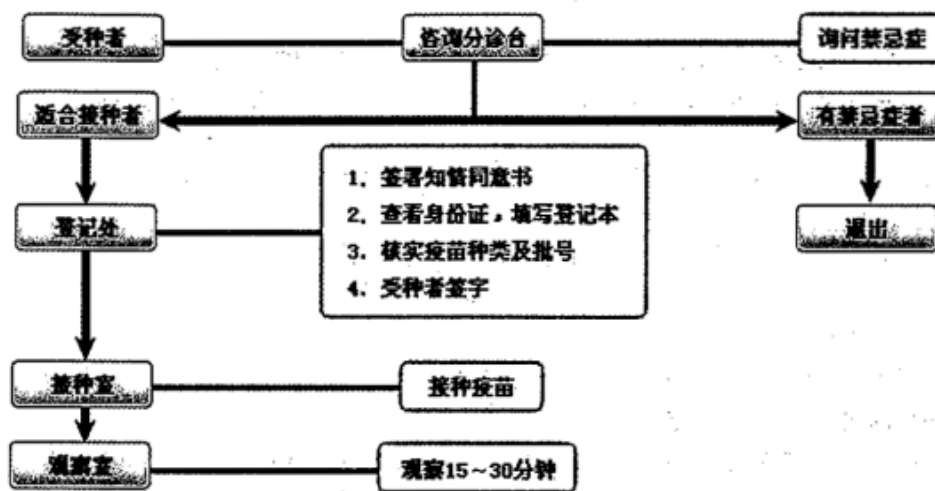 受种者
咨询分诊台
询问禁忌症
适合接种者
有禁忌症者
1. 签署知情同意书
2. 查看身份证，填写登记本
3. 核实疫苗种类及批号
4. 受种者签字
登记处
退出
接种室
接种疫苗
观察室
观察15～30分钟